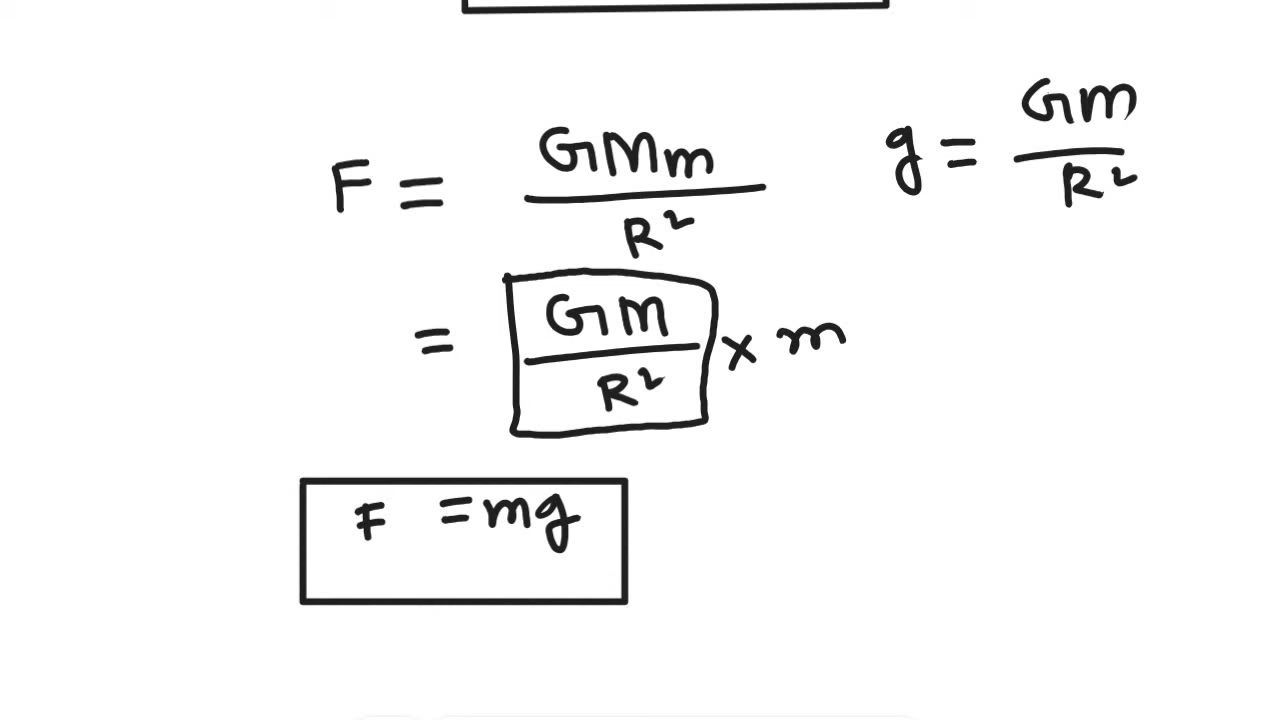 F = GMm / R²
g = GM / R²
= GM / R² × m
F = mg